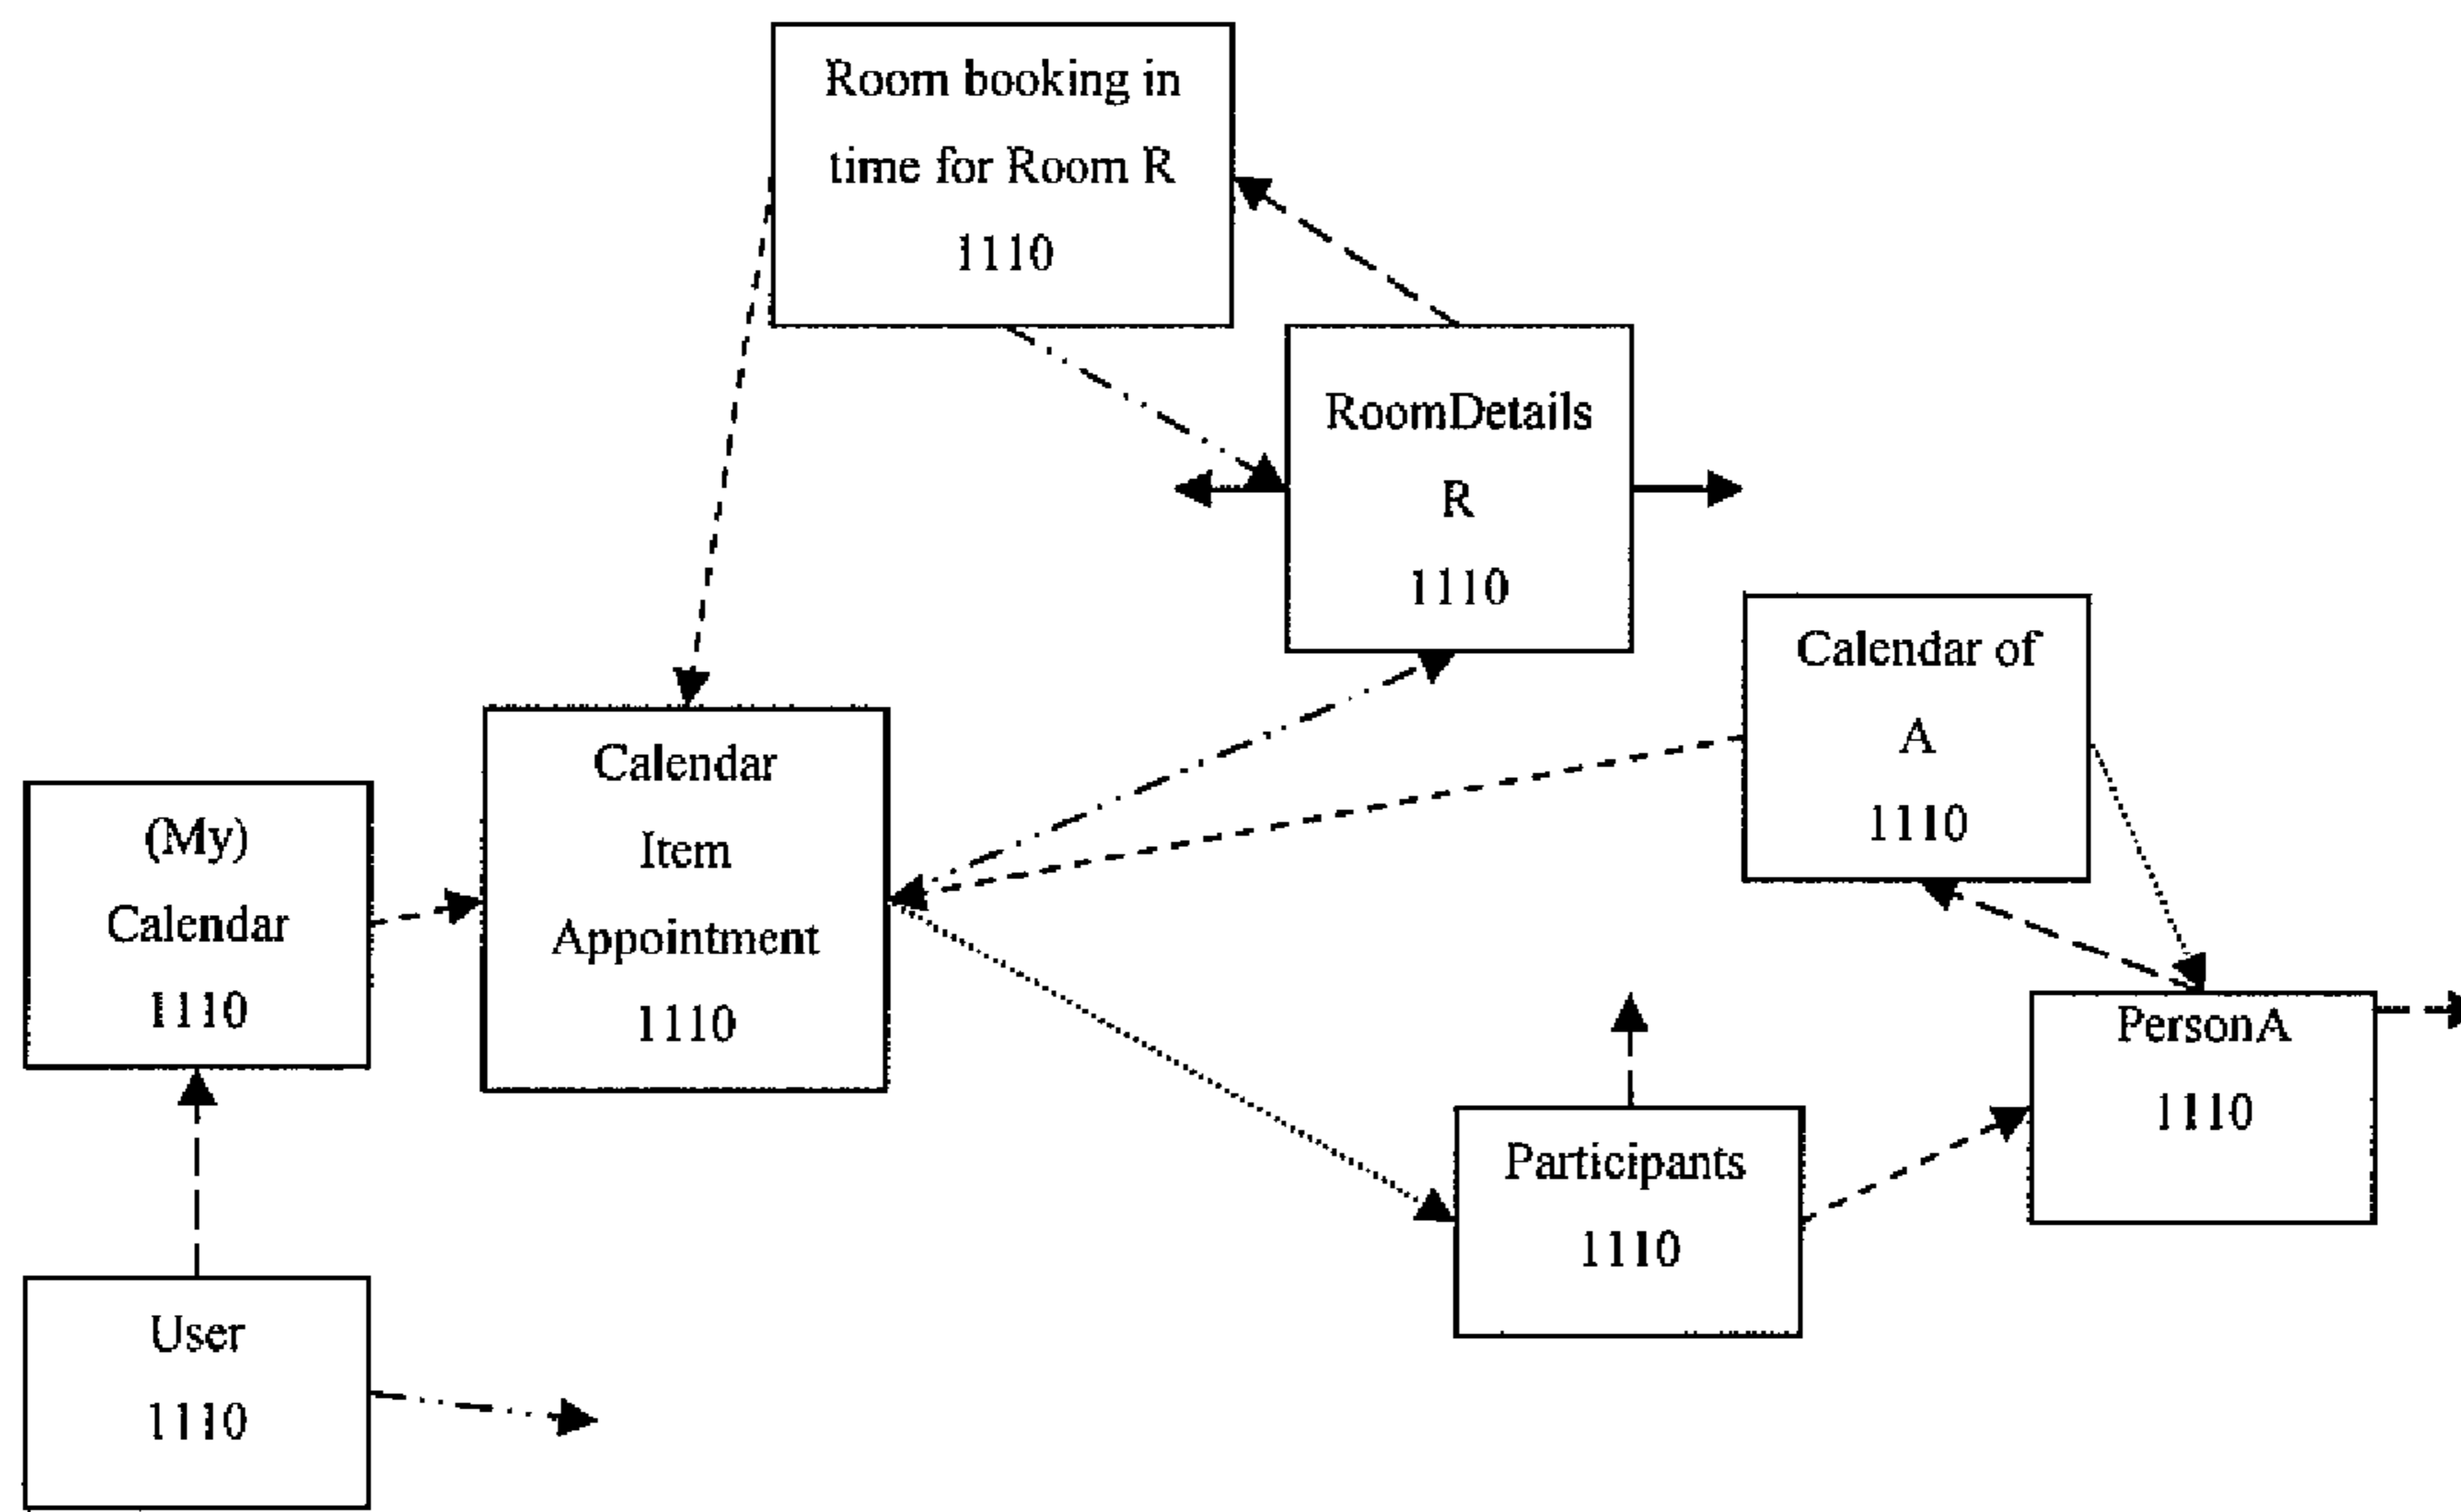 Room booking in
time for Room R
1110
RoomDetails
R
1110
Calendar of
A
1110
Calendar
Item
Appointment
1110
(My)
Calendar
1110
PersonA
1110
Participants
1110
User
1110